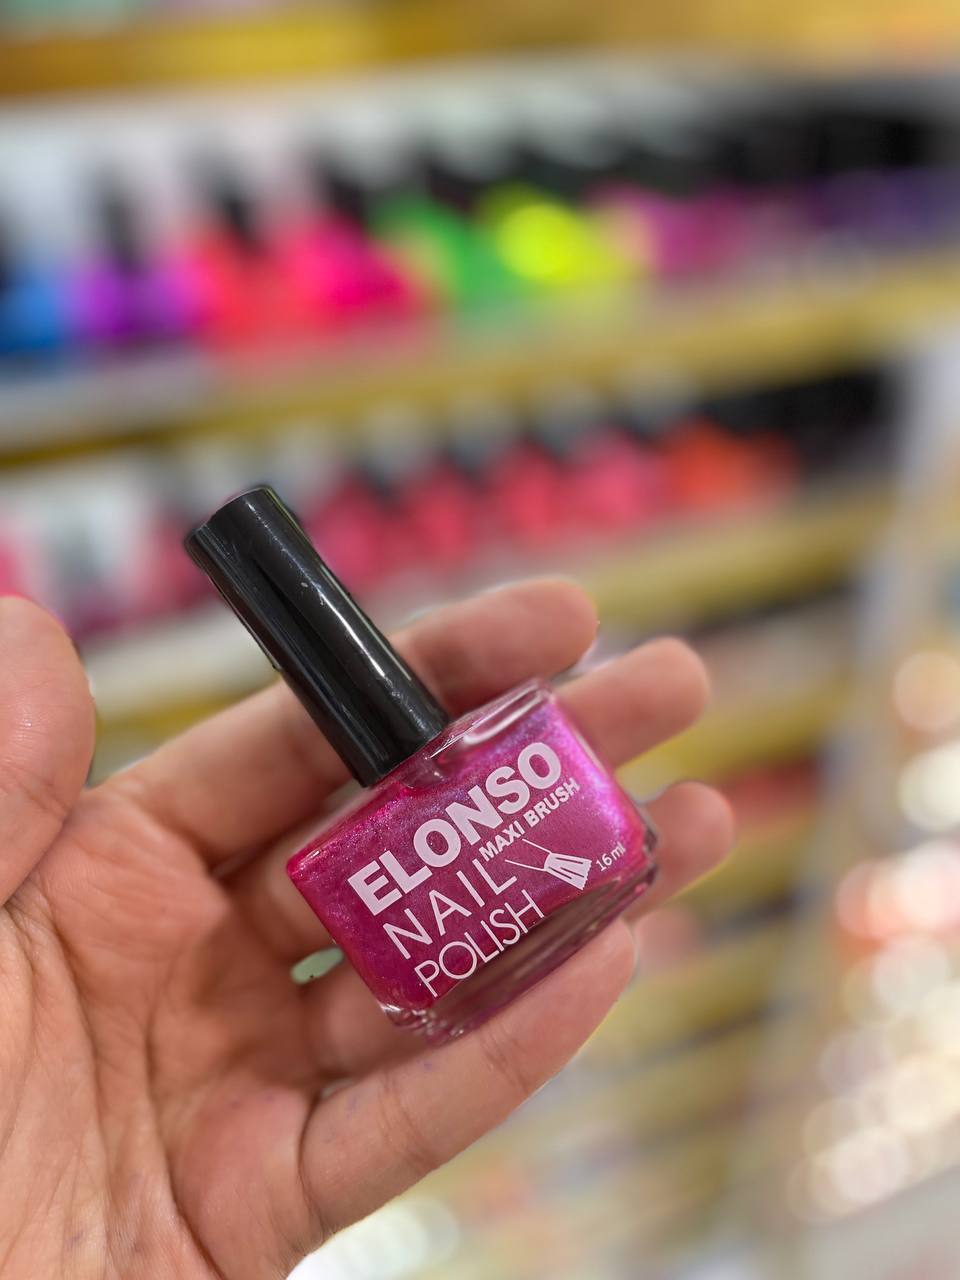 ELONSO
MAXI BRUSH
NAIL
POLISH
16 ml